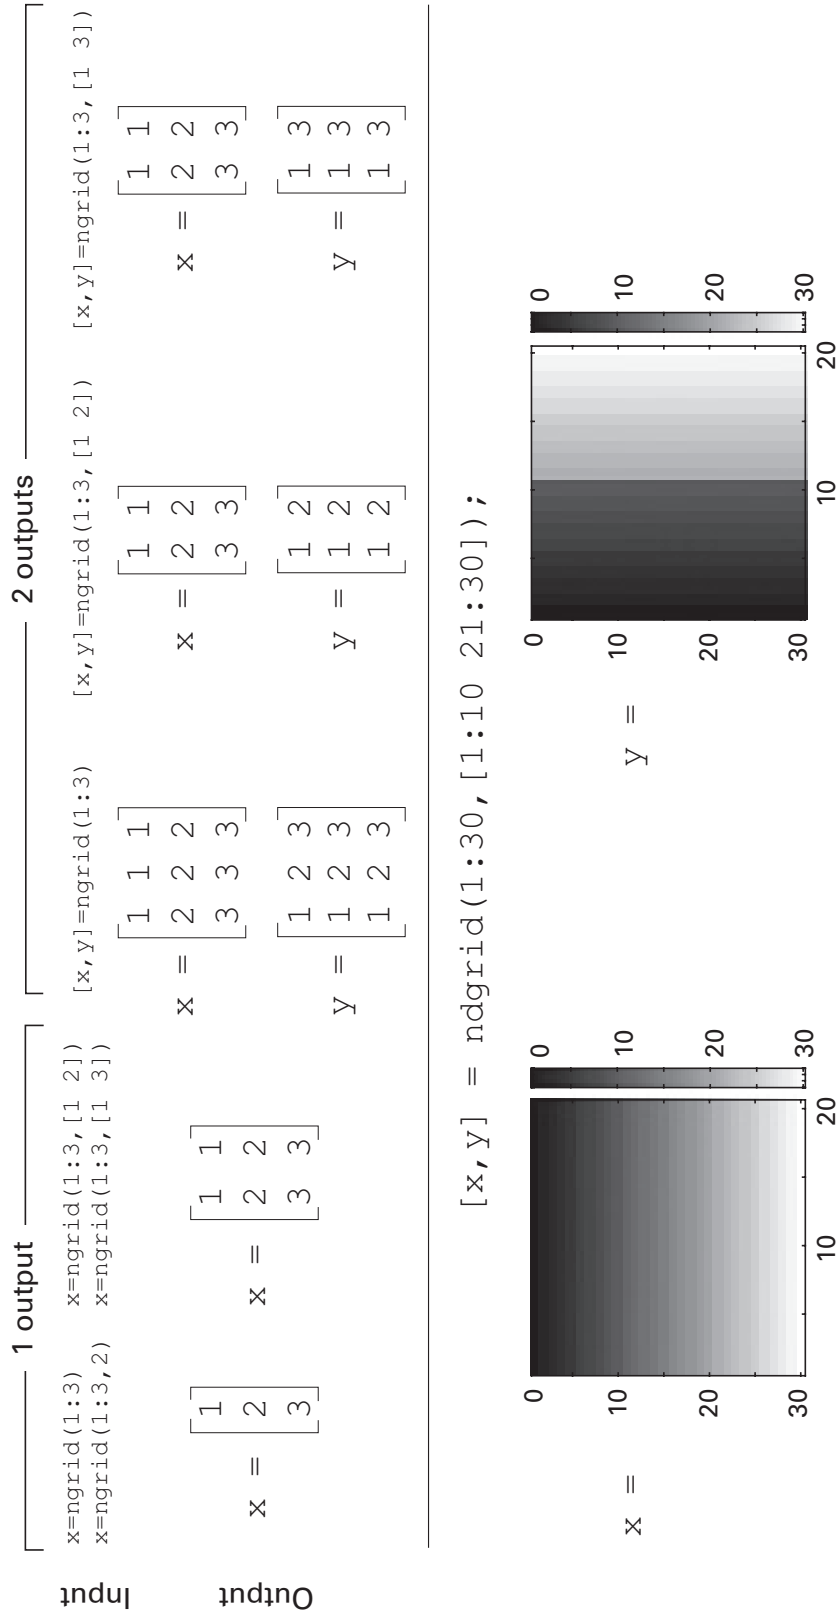 1 output
2 outputs
Input
x=ngrid(1:3)
x=ngrid(1:3,2)
x=ngrid(1:3,[1 2])
x=ngrid(1:3,[1 3])
[x,y]=ngrid(1:3)
[x,y]=ngrid(1:3,[1 2])
[x,y]=ngrid(1:3,[1 3])
Output
x =
1
2
3
x =
1 1
2 2
3 3
x =
1 1 1
2 2 2
3 3 3
y =
1 2 3
1 2 3
1 2 3
x =
1 1
2 2
3 3
y =
1 2
1 2
1 2
x =
1 1
2 2
3 3
y =
1 3
1 3
1 3
[x,y] = ndgrid(1:30,[1:10 21:30]);
x =
0
10
20
30
10
20
0
10
20
30
y =
0
10
20
30
10
20
0
10
20
30